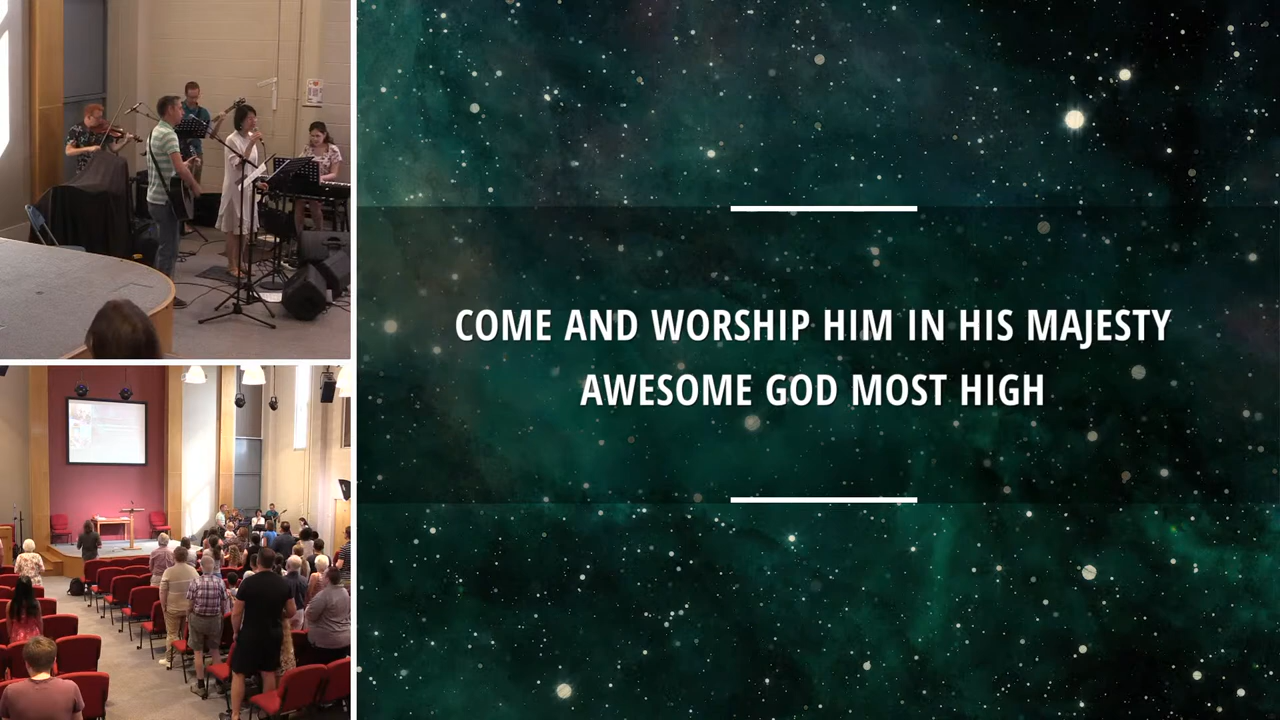 COME AND WORSHIP HIM IN HIS MAJESTY
AWESOME GOD MOST HIGH